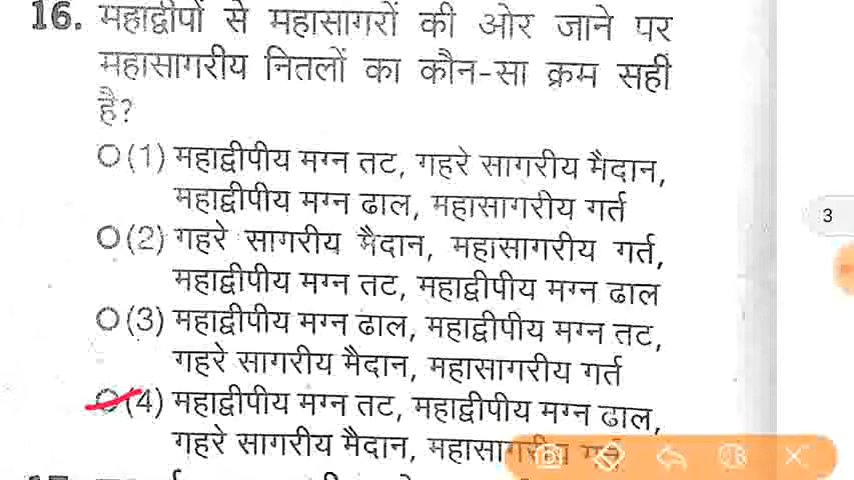 16. महाद्वीपों से महासागरों की ओर जाने पर
महासागरीय नितलों का कौन-सा क्रम सही
है?
(1) महाद्वीपीय मग्न तट, गहरे सागरीय मैदान,
महाद्वीपीय मग्न ढाल, महासागरीय गर्त
(2) गहरे सागरीय मैदान, महासागरीय गर्त,
महाद्वीपीय मग्न तट, महाद्वीपीय मग्न ढाल
(3) महाद्वीपीय मग्न ढाल, महाद्वीपीय मग्न तट,
गहरे सागरीय मैदान, महासागरीय गर्त
(4) महाद्वीपीय मग्न तट, महाद्वीपीय मग्न ढाल,
गहरे सागरीय मैदान, महासागरीय
3